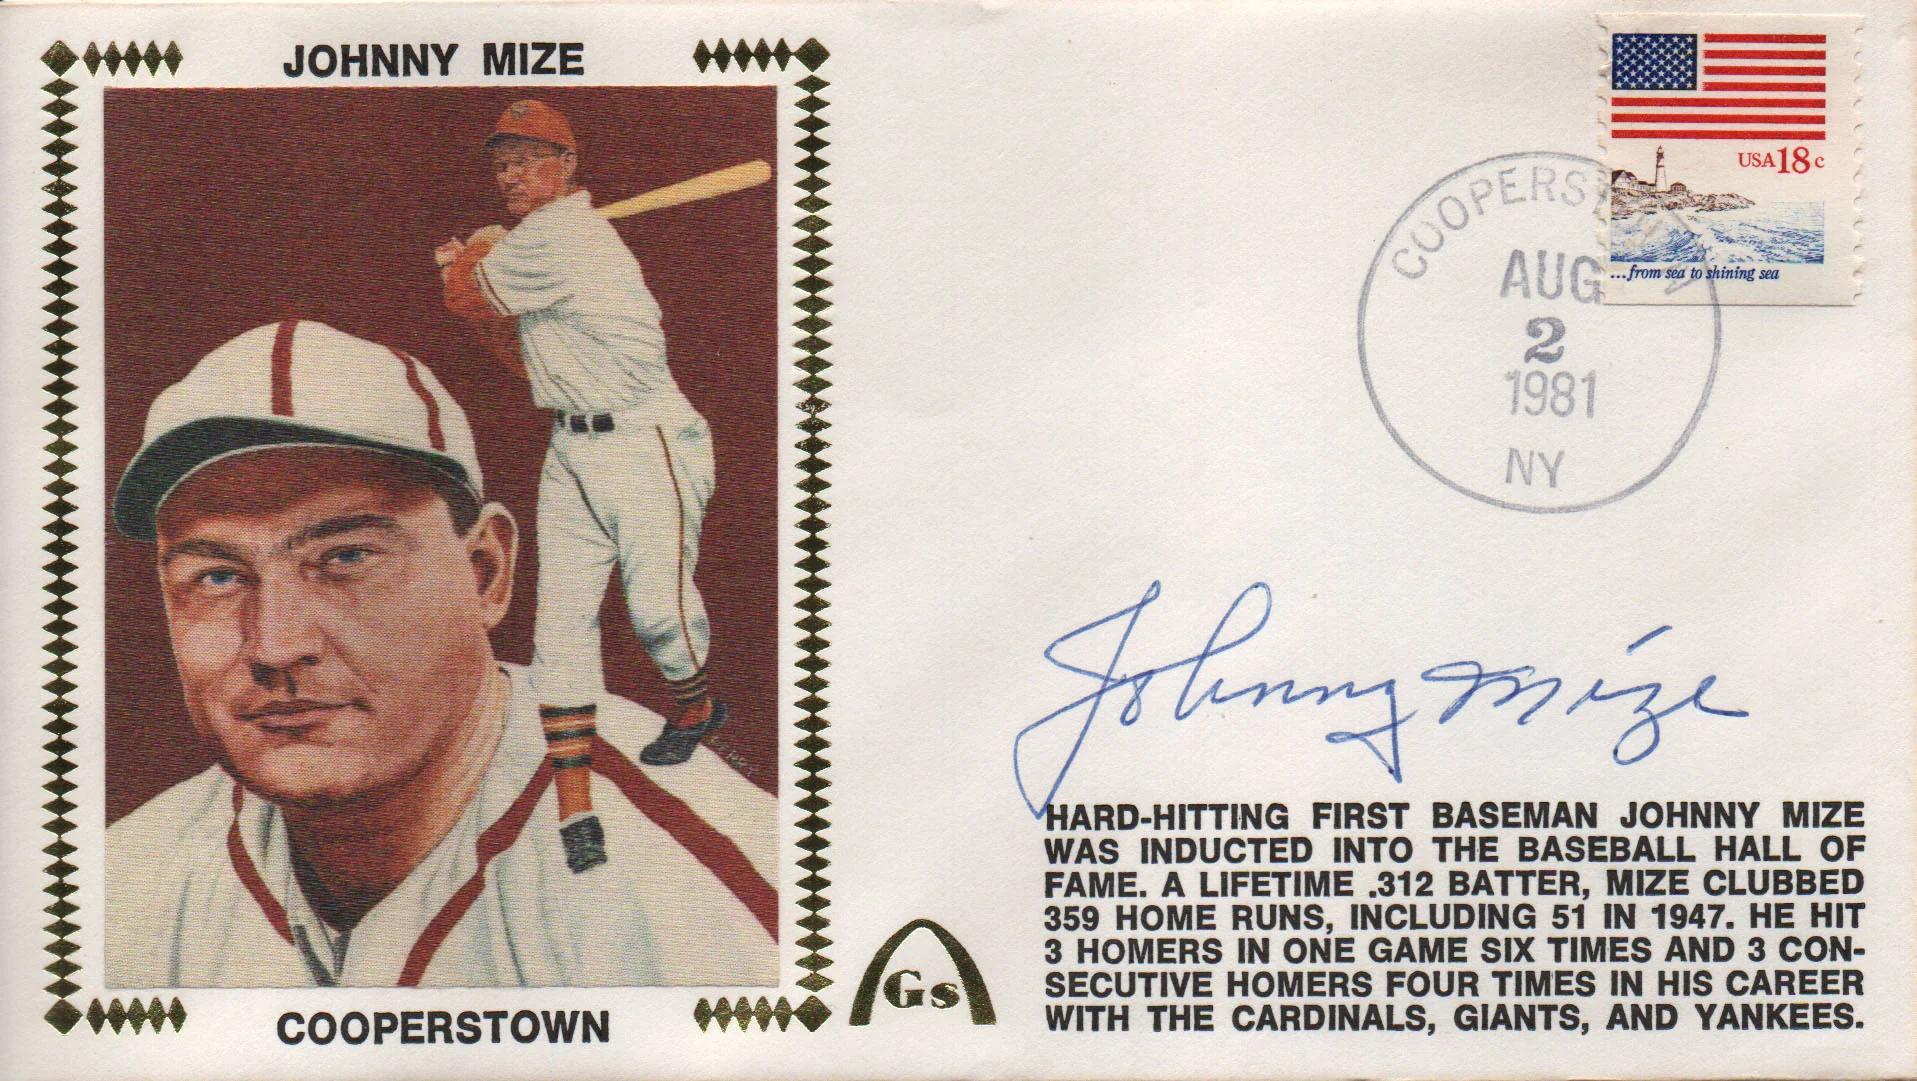 JOHNNY MIZE
COOPERSTOWN
USA 18c
...from sea to shining sea
AUG
2
1981
NY
Johnny Mize
HARD-HITTING FIRST BASEMAN JOHNNY MIZE
WAS INDUCTED INTO THE BASEBALL HALL OF
FAME. A LIFETIME .312 BATTER, MIZE CLUBBED
359 HOME RUNS, INCLUDING 51 IN 1947. HE HIT
3 HOMERS IN ONE GAME SIX TIMES AND 3 CON-
SECUTIVE HOMERS FOUR TIMES IN HIS CAREER
WITH THE CARDINALS, GIANTS, AND YANKEES.
Gs